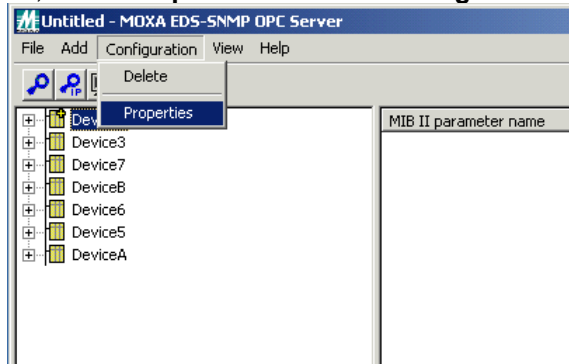 Untitled - MOXA EDS-SNMP OPC Server
File Add Configuration View Help
Delete
IP
Properties
MIB II parameter name
Device3
Device7
DeviceB
Device6
Device5
DeviceA